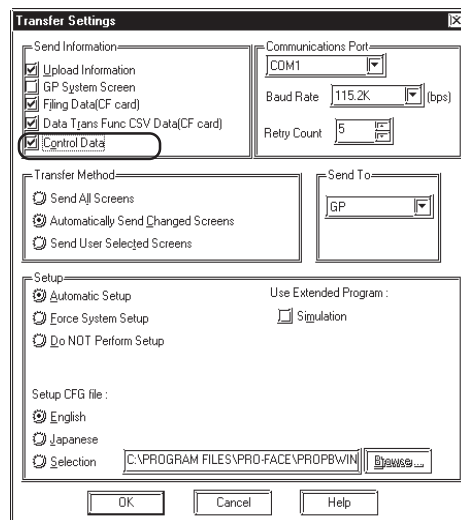 Transfer Settings
Send Information
Upload Information
GP System Screen
Filing Data(CF card)
Data Trans Func CSV Data(CF card)
Control Data
Communications Port
COM1
Baud Rate 115.2K (bps)
Retry Count 5
Transfer Method
Send All Screens
Automatically Send Changed Screens
Send User Selected Screens
Send To
GP
Setup
Automatic Setup
Force System Setup
Do NOT Perform Setup
Use Extended Program :
Simulation
Setup CFG file :
English
Japanese
Selection C:\PROGRAM FILES\PRO-FACE\PROPBWIN Browse...
OK Cancel Help